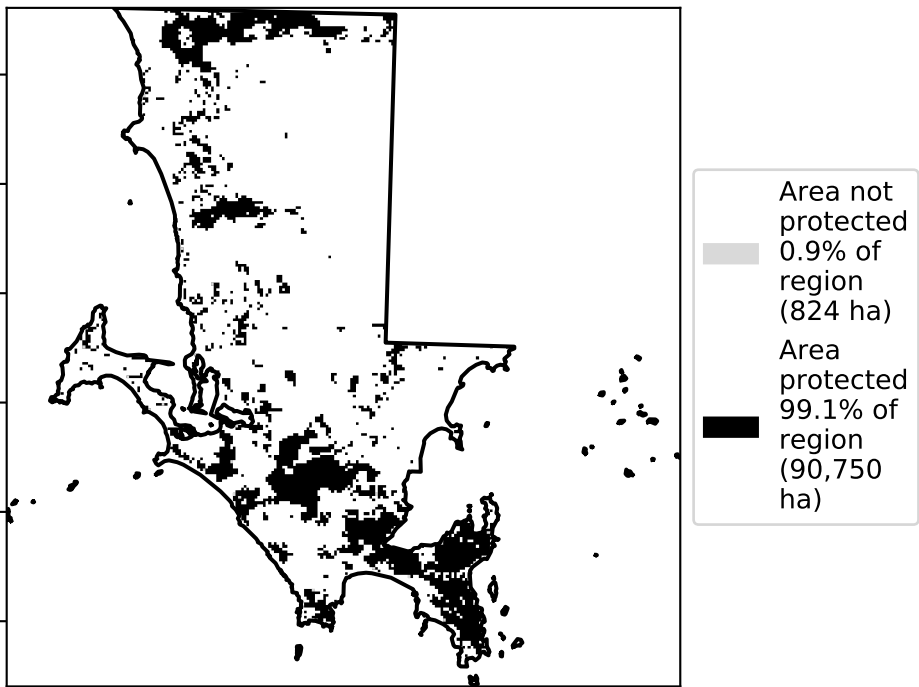 Area not
protected
0.9% of
region
(824 ha)
Area
protected
99.1% of
region
(90,750
ha)